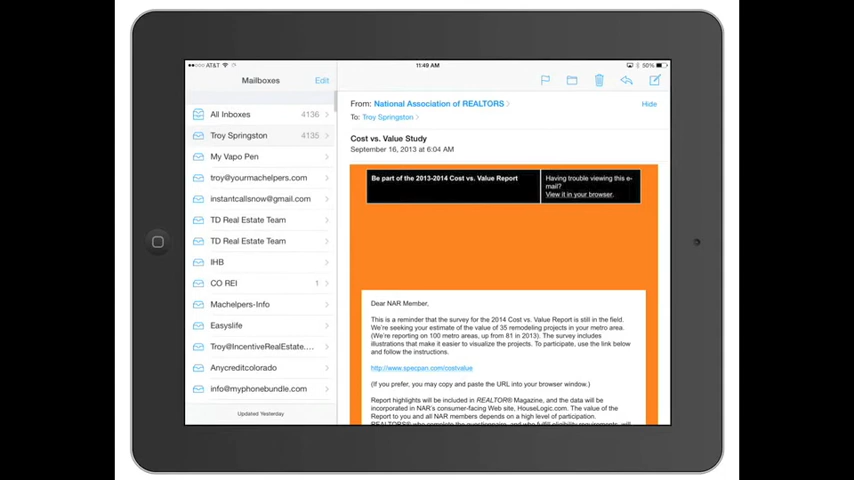 AT&T
11:49 AM
50%
Mailboxes
Edit
All Inboxes 4136
Troy Springston 4135
My Vapo Pen
troy@yourmachelpers.com
instantcallsnow@gmail.com
TD Real Estate Team
TD Real Estate Team
IHB
CO REI 1
Machelpers-Info
Easyslife
Troy@IncentiveRealEstate....
Anycreditcolorado
info@myphonebundle.com
Updated Yesterday
From: National Association of REALTORS
Hide
To: Troy Springston
Cost vs. Value Study
September 16, 2013 at 6:04 AM
Be part of the 2013-2014 Cost vs. Value Report
Having trouble viewing this e-
mail?
View it in your browser.
Dear NAR Member,
This is a reminder that the survey for the 2014 Cost vs. Value Report is still in the field.
We're seeking your estimate of the value of 35 remodeling projects in your metro area.
(We're reporting on 100 metro areas, up from 81 in 2013). The survey includes
illustrations that make it easier to visualize the projects. To participate, use the link below
and follow the instructions.
http://www.specpan.com/costvalue
(If you prefer, you may copy and paste the URL into your browser window.)
Report highlights will be included in REALTOR® Magazine, and the data will be
incorporated in NAR's consumer-facing Web site, HouseLogic.com. The value of the
Report to you and all NAR members depends on a high level of participation.
REALTORS® who complete the questionnaire, and who fulfill eligibility requirements, will